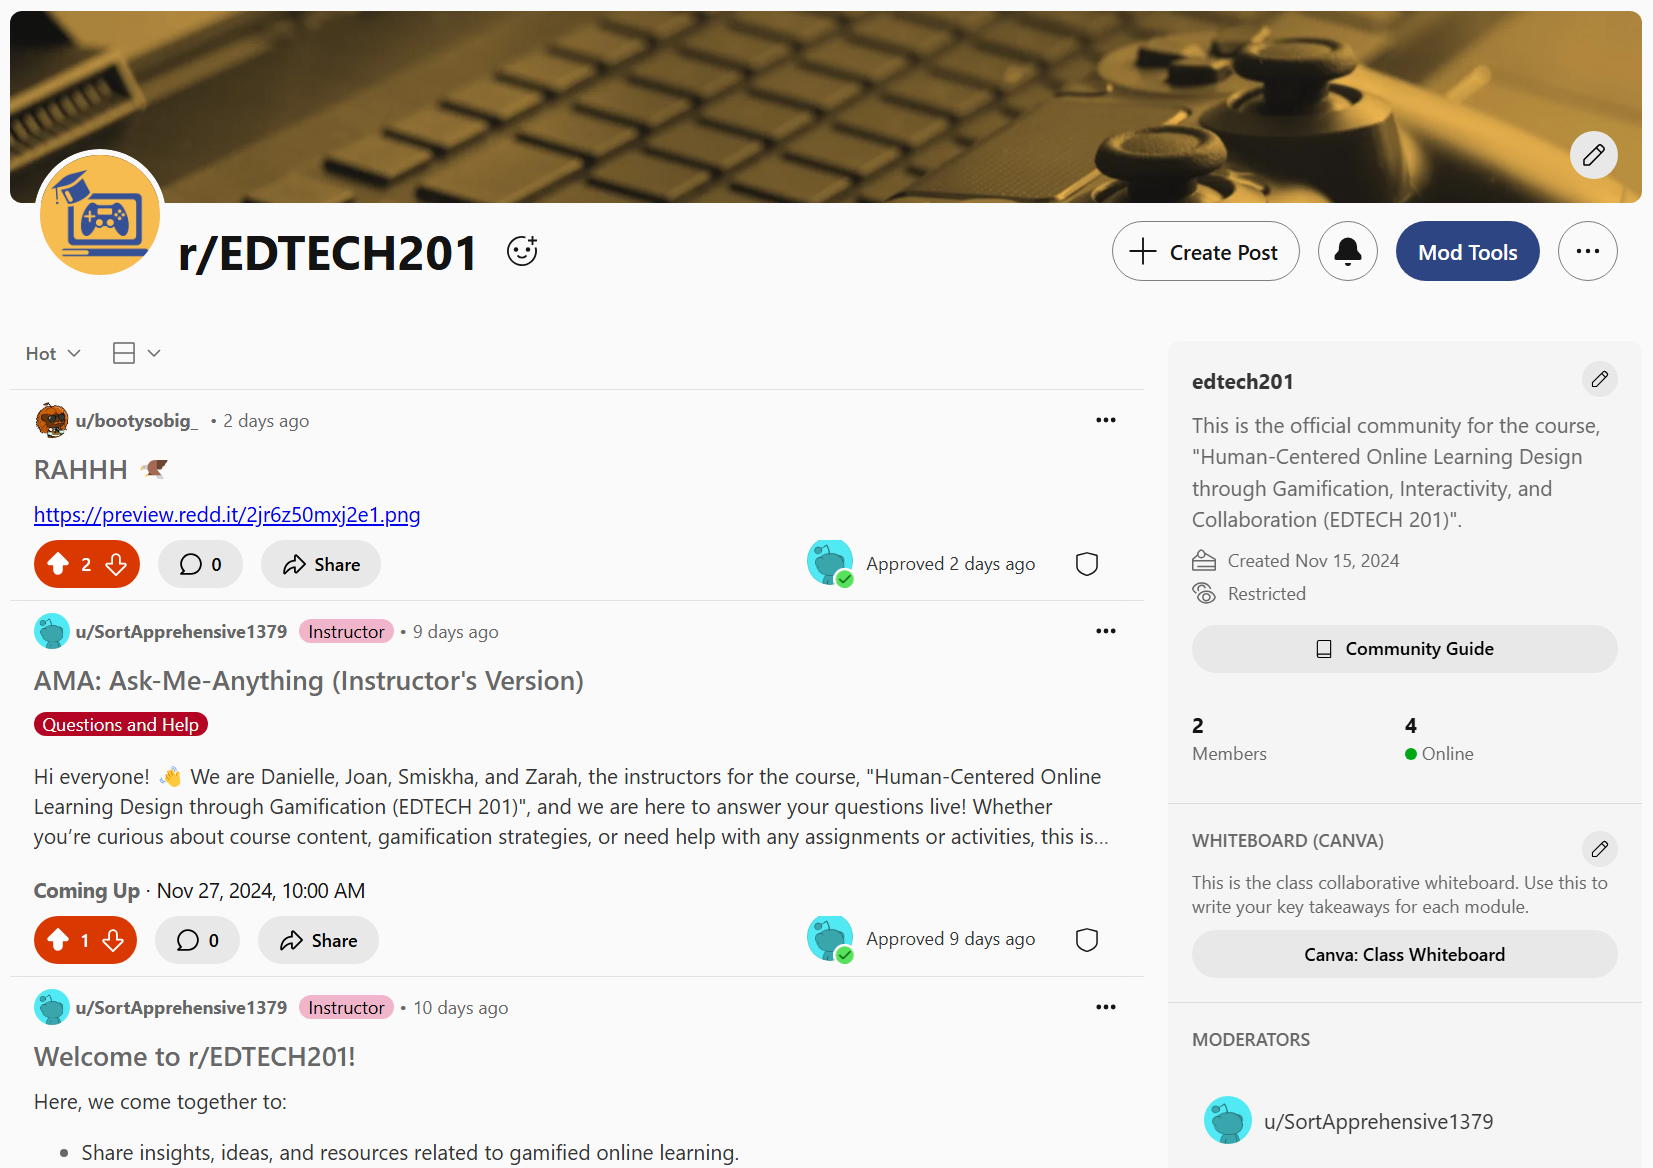 r/EDTECH201
Create Post
Mod Tools
Hot
u/bootysobig_ • 2 days ago
RAHHH
https://preview.redd.it/2jr6z50mxj2e1.png
2
0
Share
Approved 2 days ago
u/SortApprehensive1379 Instructor • 9 days ago
AMA: Ask-Me-Anything (Instructor's Version)
Questions and Help
Hi everyone! 👋 We are Danielle, Joan, Smiskha, and Zarah, the instructors for the course, "Human-Centered Online
Learning Design through Gamification (EDTECH 201)", and we are here to answer your questions live! Whether
you’re curious about course content, gamification strategies, or need help with any assignments or activities, this is...
Coming Up · Nov 27, 2024, 10:00 AM
1
0
Share
Approved 9 days ago
u/SortApprehensive1379 Instructor • 10 days ago
Welcome to r/EDTECH201!
Here, we come together to:
• Share insights, ideas, and resources related to gamified online learning.
edtech201
This is the official community for the course,
"Human-Centered Online Learning Design
through Gamification, Interactivity, and
Collaboration (EDTECH 201)".
Created Nov 15, 2024
Restricted
Community Guide
2
Members
4
Online
WHITEBOARD (CANVA)
This is the class collaborative whiteboard. Use this to
write your key takeaways for each module.
Canva: Class Whiteboard
MODERATORS
u/SortApprehensive1379